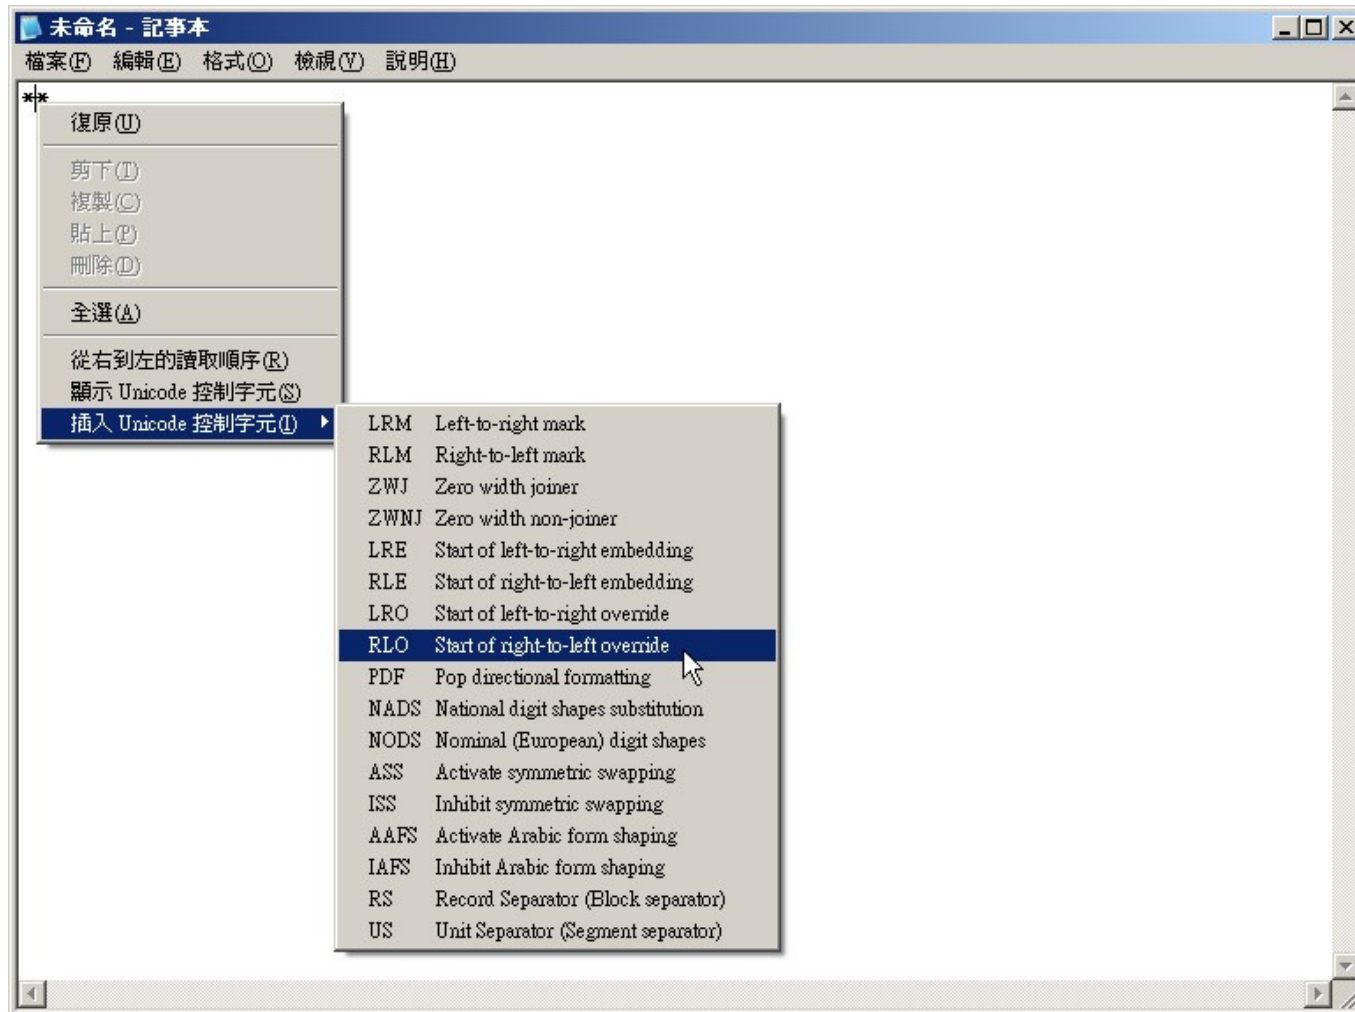 未命名 - 記事本
檔案(F) 編輯(E) 格式(O) 檢視(V) 說明(H)
**
復原(U)
剪下(T)
複製(C)
貼上(P)
刪除(D)
全選(A)
從右到左的讀取順序(R)
顯示 Unicode 控制字元(S)
插入 Unicode 控制字元(I)
LRM Left-to-right mark
RLM Right-to-left mark
ZWJ Zero width joiner
ZWNJ Zero width non-joiner
LRE Start of left-to-right embedding
RLE Start of right-to-left embedding
LRO Start of left-to-right override
RLO Start of right-to-left override
PDF Pop directional formatting
NADS National digit shapes substitution
NODS Nominal (European) digit shapes
ASS Activate symmetric swapping
ISS Inhibit symmetric swapping
AAFS Activate Arabic form shaping
IAFS Inhibit Arabic form shaping
RS Record Separator (Block separator)
US Unit Separator (Segment separator)